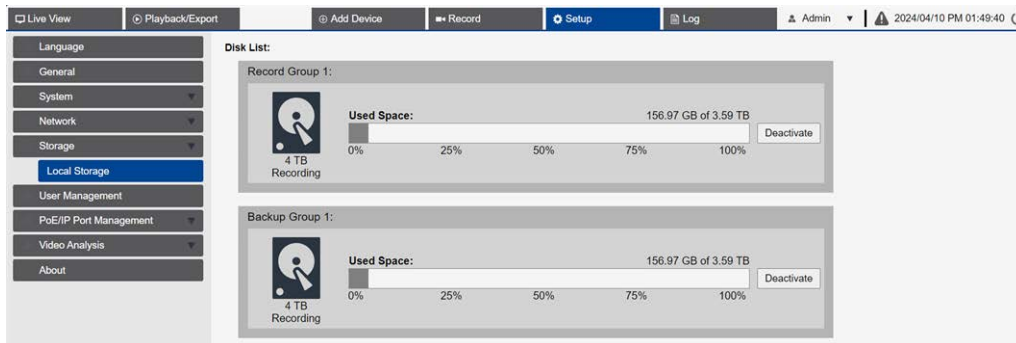 Live View Playback/Export Add Device Record Setup Log Admin 2024/04/10 PM 01:49:40
Language
General
System
Network
Storage
Local Storage
User Management
PoE/IP Port Management
Video Analysis
About
Disk List:
Record Group 1:
Used Space: 156.97 GB of 3.59 TB
Deactivate
0% 25% 50% 75% 100%
4 TB
Recording
Backup Group 1:
Used Space: 156.97 GB of 3.59 TB
Deactivate
0% 25% 50% 75% 100%
4 TB
Recording